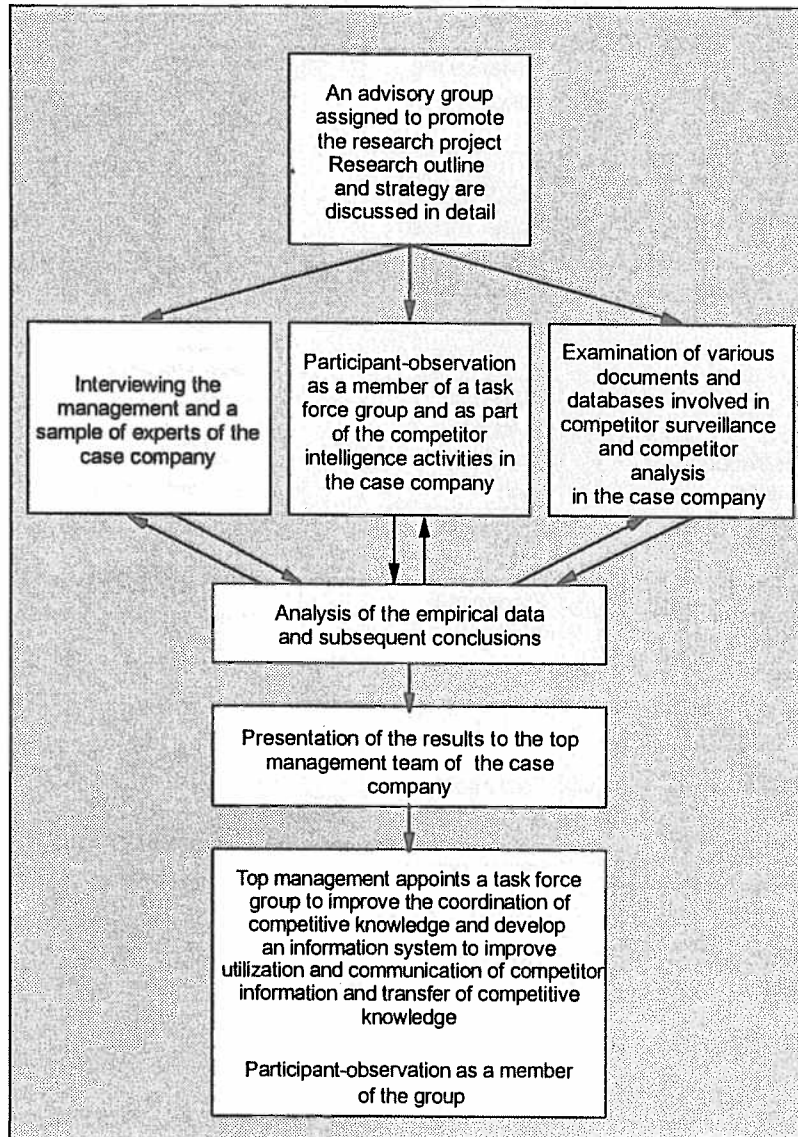 An advisory group
assigned to promote
the research project
Research outline
and strategy are
discussed in detail
Interviewing the
management and a
sample of experts of the
case company
Participant-observation
as a member of a task
force group and as part
of the competitor
intelligence activities in
the case company
Examination of various
documents and
databases involved in
competitor surveillance
and competitor
analysis
in the case company
Analysis of the empirical data
and subsequent conclusions
Presentation of the results to the top
management team of the case
company
Top management appoints a task force
group to improve the coordination of
competitive knowledge and develop
an information system to improve
utilization and communication of competitor
information and transfer of competitive
knowledge
Participant-observation as a member
of the group